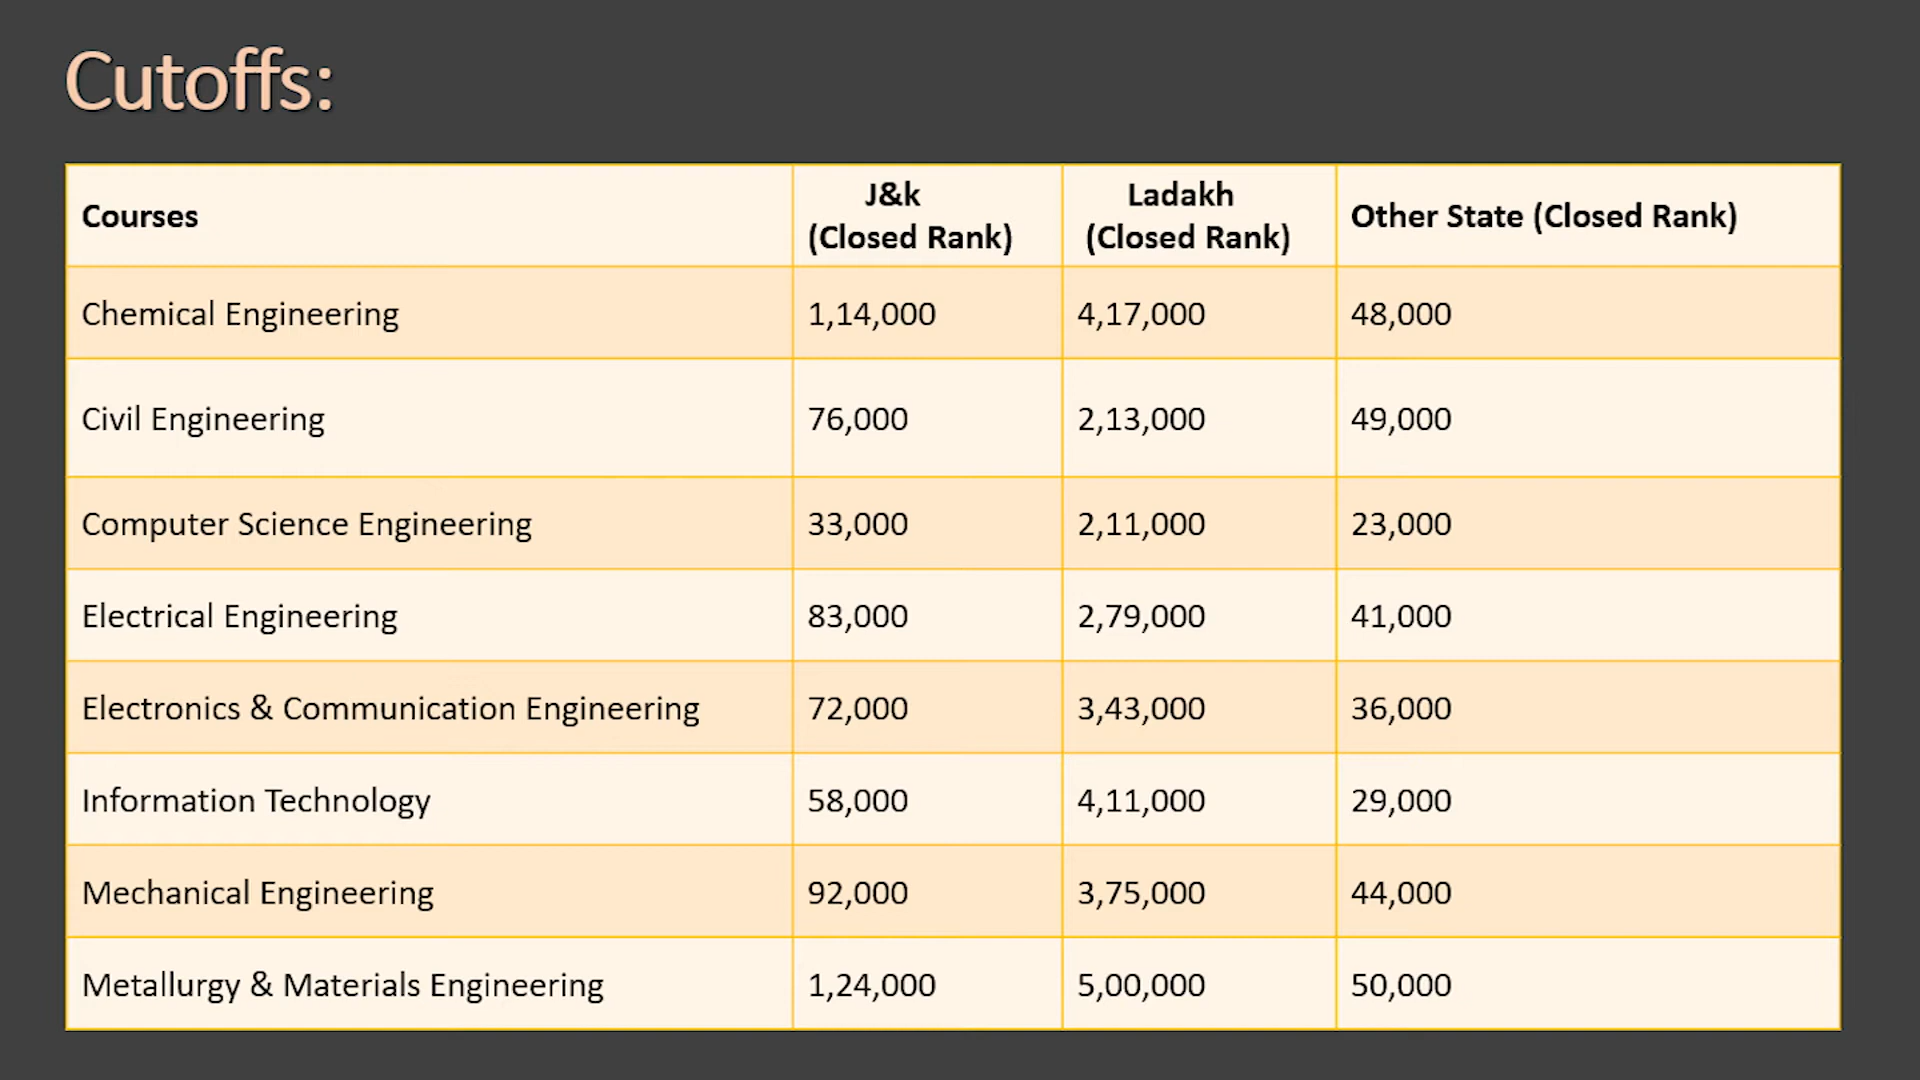 Cutoffs:
Courses J&k (Closed Rank) Ladakh (Closed Rank) Other State (Closed Rank)
Chemical Engineering 1,14,000 4,17,000 48,000
Civil Engineering 76,000 2,13,000 49,000
Computer Science Engineering 33,000 2,11,000 23,000
Electrical Engineering 83,000 2,79,000 41,000
Electronics & Communication Engineering 72,000 3,43,000 36,000
Information Technology 58,000 4,11,000 29,000
Mechanical Engineering 92,000 3,75,000 44,000
Metallurgy & Materials Engineering 1,24,000 5,00,000 50,000